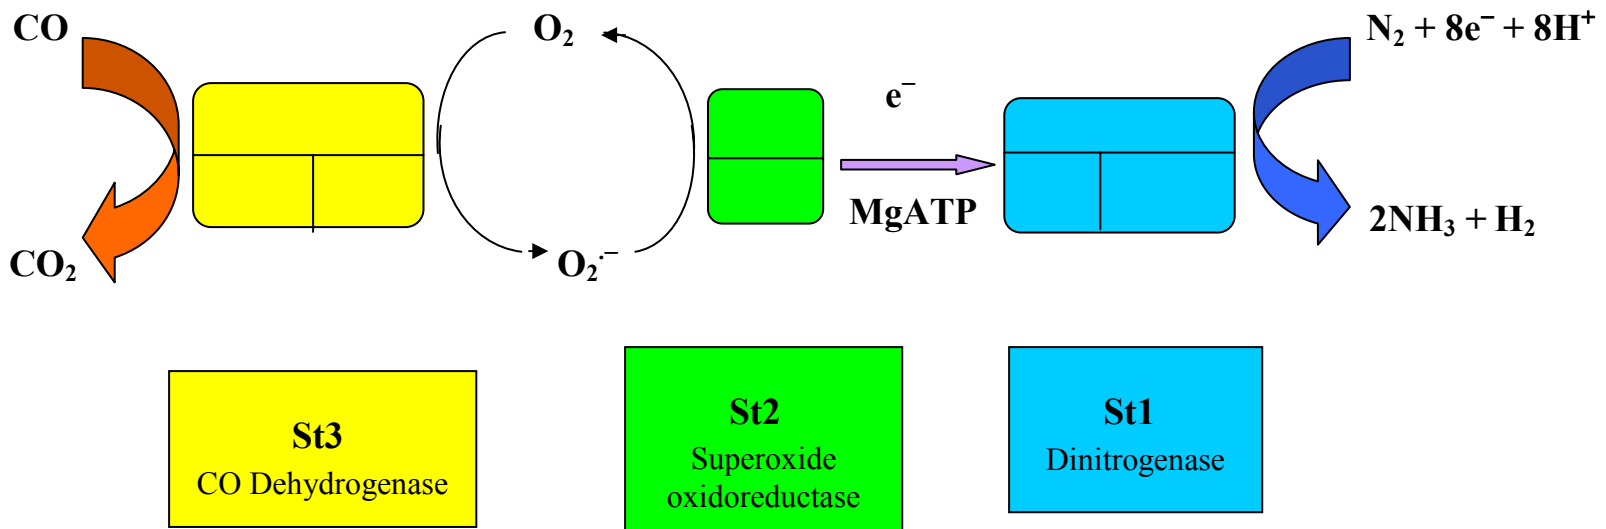 CO
O₂
N₂ + 8e⁻ + 8H⁺
e⁻
MgATP
CO₂
O₂·⁻
2NH₃ + H₂
St3
CO Dehydrogenase
St2
Superoxide
oxidoreductase
St1
Dinitrogenase